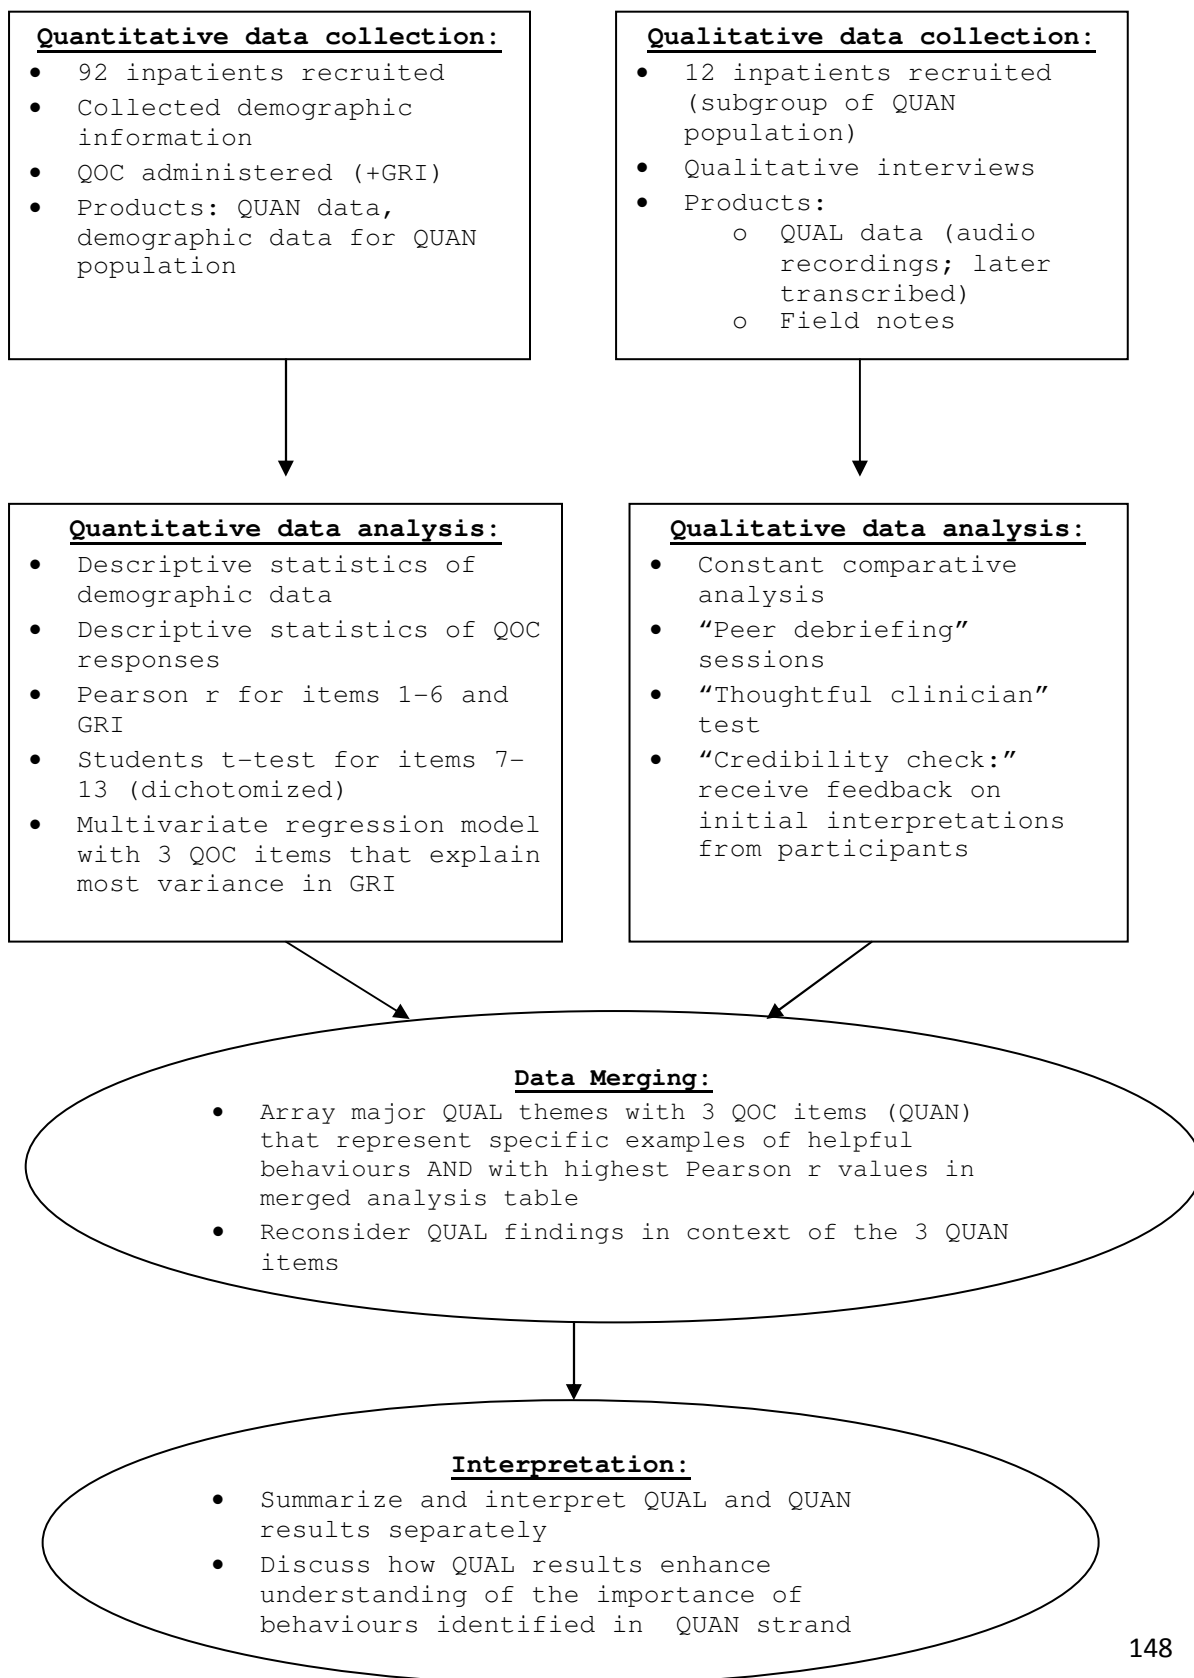 Quantitative data collection:
• 92 inpatients recruited
• Collected demographic
information
• QOC administered (+GRI)
• Products: QUAN data,
demographic data for QUAN
population
Qualitative data collection:
• 12 inpatients recruited
(subgroup of QUAN
population)
• Qualitative interviews
• Products:
o QUAL data (audio
recordings; later
transcribed)
o Field notes
Quantitative data analysis:
• Descriptive statistics of
demographic data
• Descriptive statistics of QOC
responses
• Pearson r for items 1-6 and
GRI
• Students t-test for items 7-
13 (dichotomized)
• Multivariate regression model
with 3 QOC items that explain
most variance in GRI
Qualitative data analysis:
• Constant comparative
analysis
• “Peer debriefing”
sessions
• “Thoughtful clinician”
test
• “Credibility check:”
receive feedback on
initial interpretations
from participants
Data Merging:
• Array major QUAL themes with 3 QOC items (QUAN)
that represent specific examples of helpful
behaviours AND with highest Pearson r values in
merged analysis table
• Reconsider QUAL findings in context of the 3 QUAN
items
Interpretation:
• Summarize and interpret QUAL and QUAN
results separately
• Discuss how QUAL results enhance
understanding of the importance of
behaviours identified in QUAN strand
148